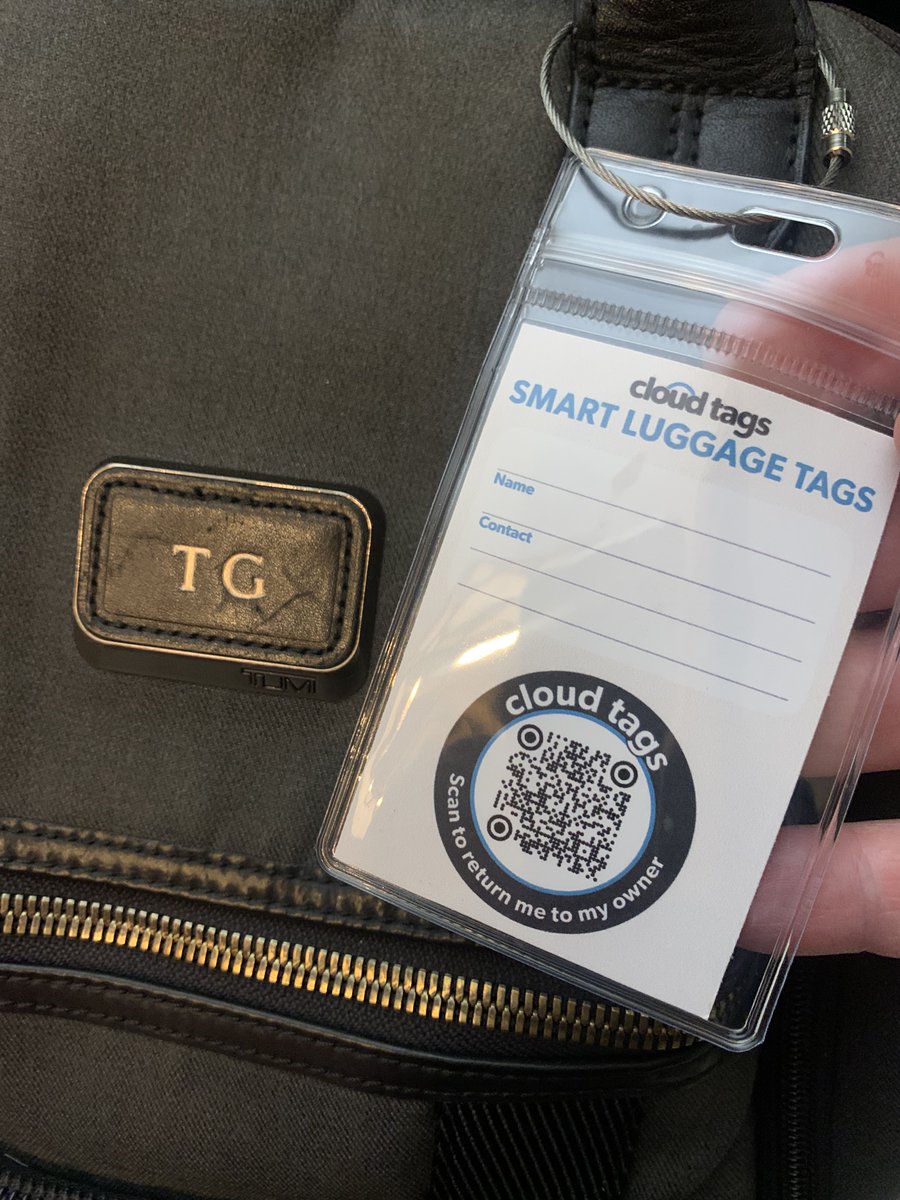 TG
TUMI
cloud tags
SMART LUGGAGE TAGS
Name
Contact
cloud tags
Scan to return me to my owner